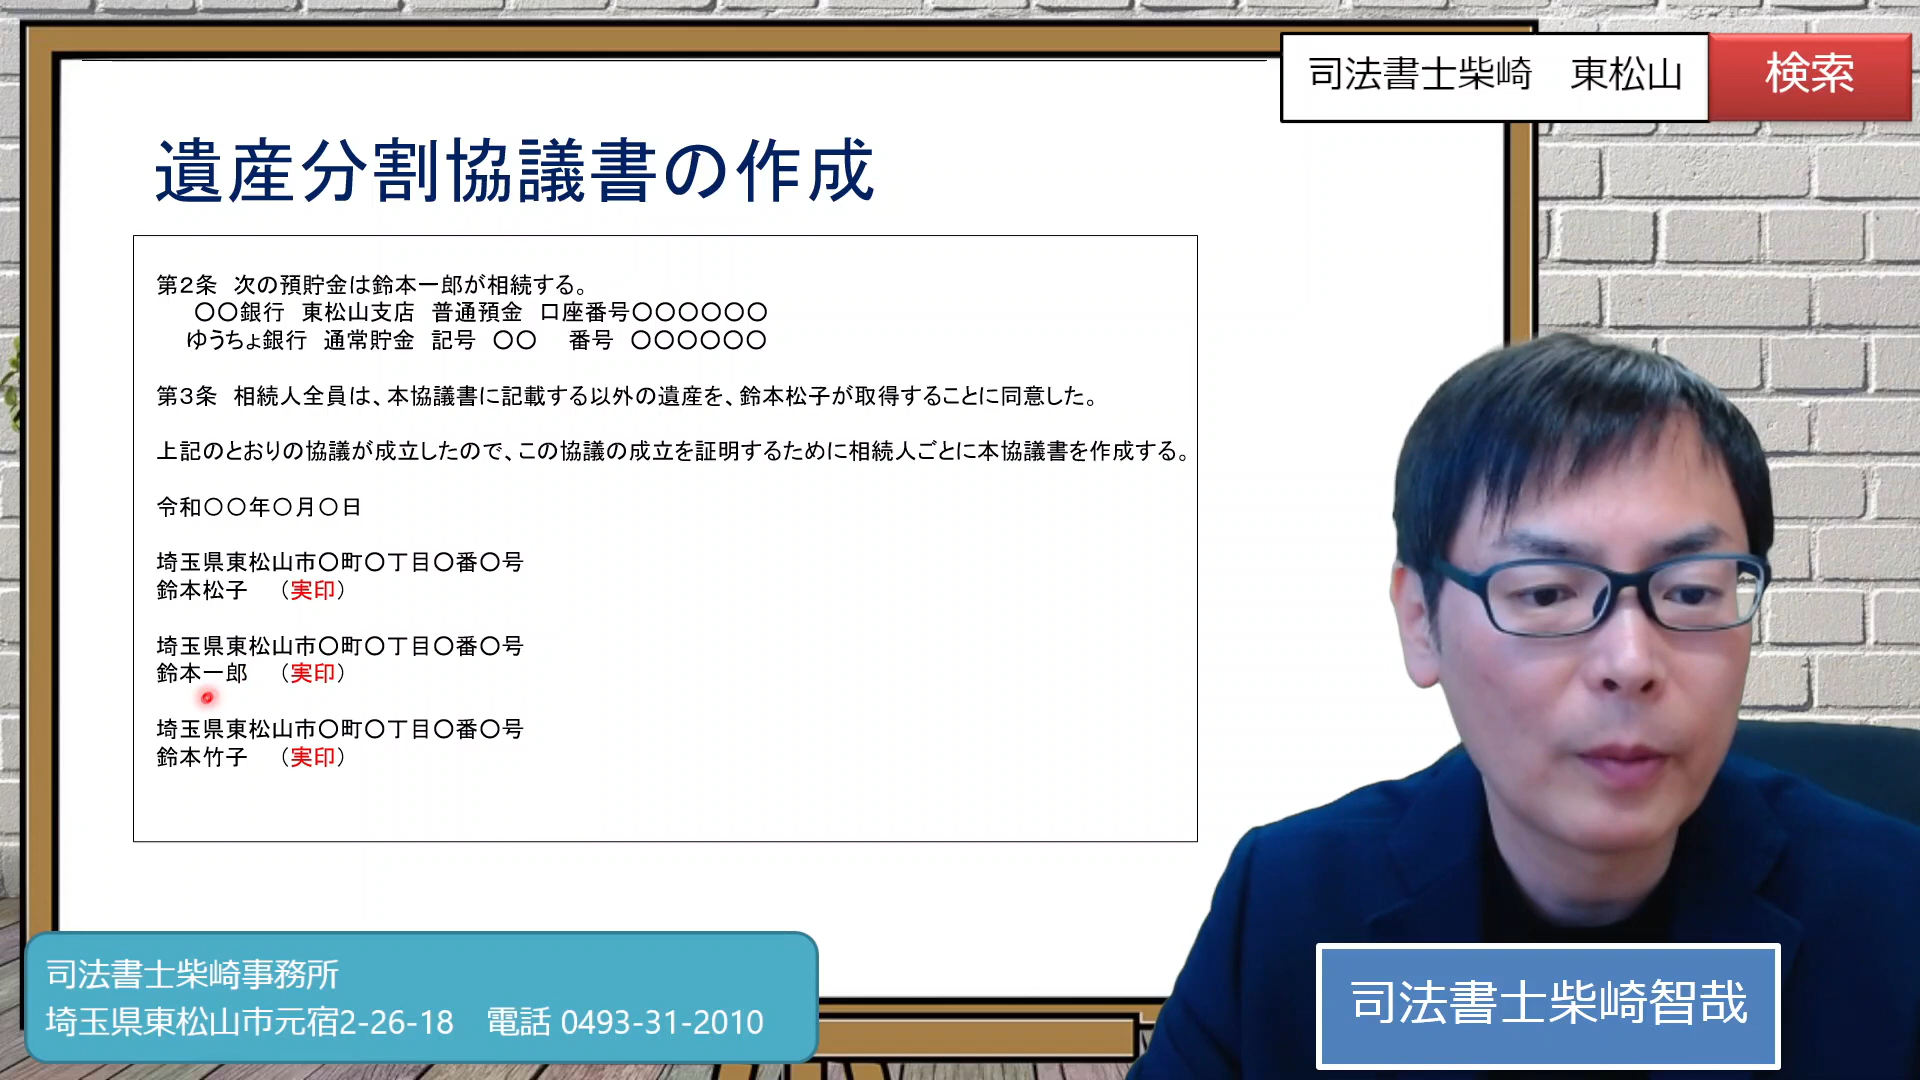 司法書士柴崎　東松山
検索
遺産分割協議書の作成
第２条　次の預貯金は鈴本一郎が相続する。
〇〇銀行　東松山支店　普通預金　口座番号〇〇〇〇〇〇
ゆうちょ銀行　通常貯金　記号　〇〇　 番号　〇〇〇〇〇〇
第３条　相続人全員は、本協議書に記載する以外の遺産を、鈴本松子が取得することに同意した。
上記のとおりの協議が成立したので、この協議の成立を証明するために相続人ごとに本協議書を作成する。
令和〇〇年〇月〇日
埼玉県東松山市〇町〇丁目〇番〇号
鈴本松子　（実印）
埼玉県東松山市〇町〇丁目〇番〇号
鈴本一郎　（実印）
埼玉県東松山市〇町〇丁目〇番〇号
鈴本竹子　（実印）
司法書士柴崎事務所
埼玉県東松山市元宿2-26-18　電話 0493-31-2010
司法書士柴崎智哉